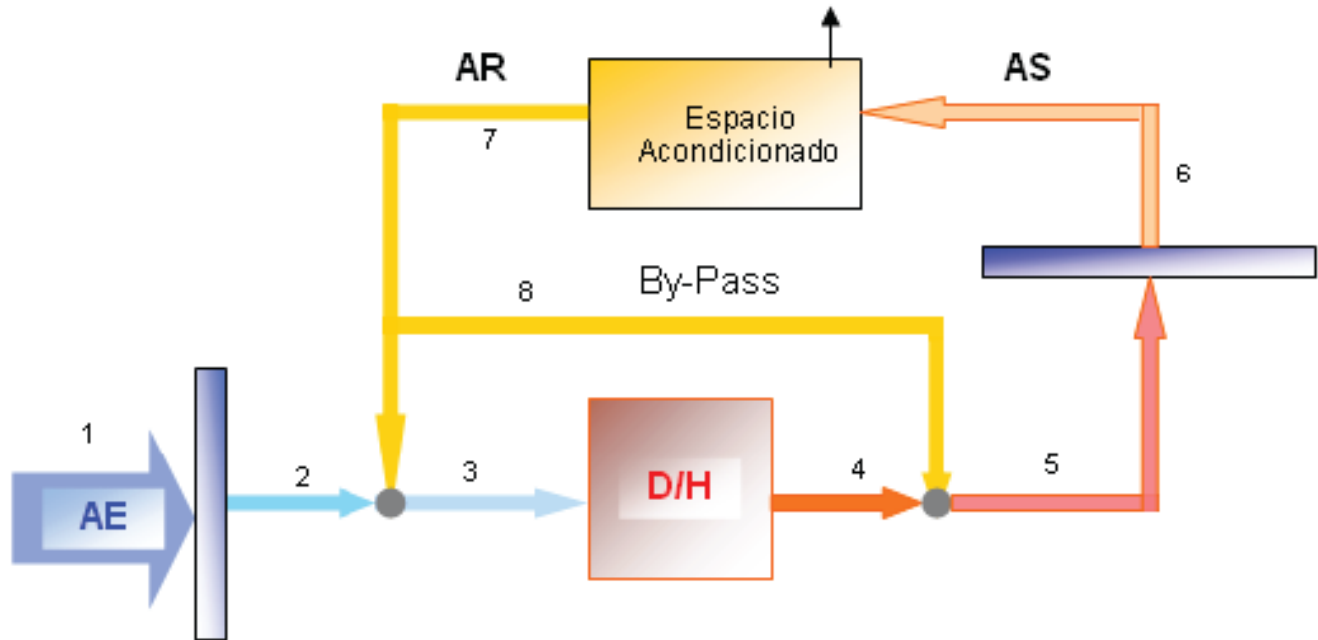 AR
AS
7
Espacio
Acondicionado
6
8
By-Pass
1
2
3
4
5
AE
D/H